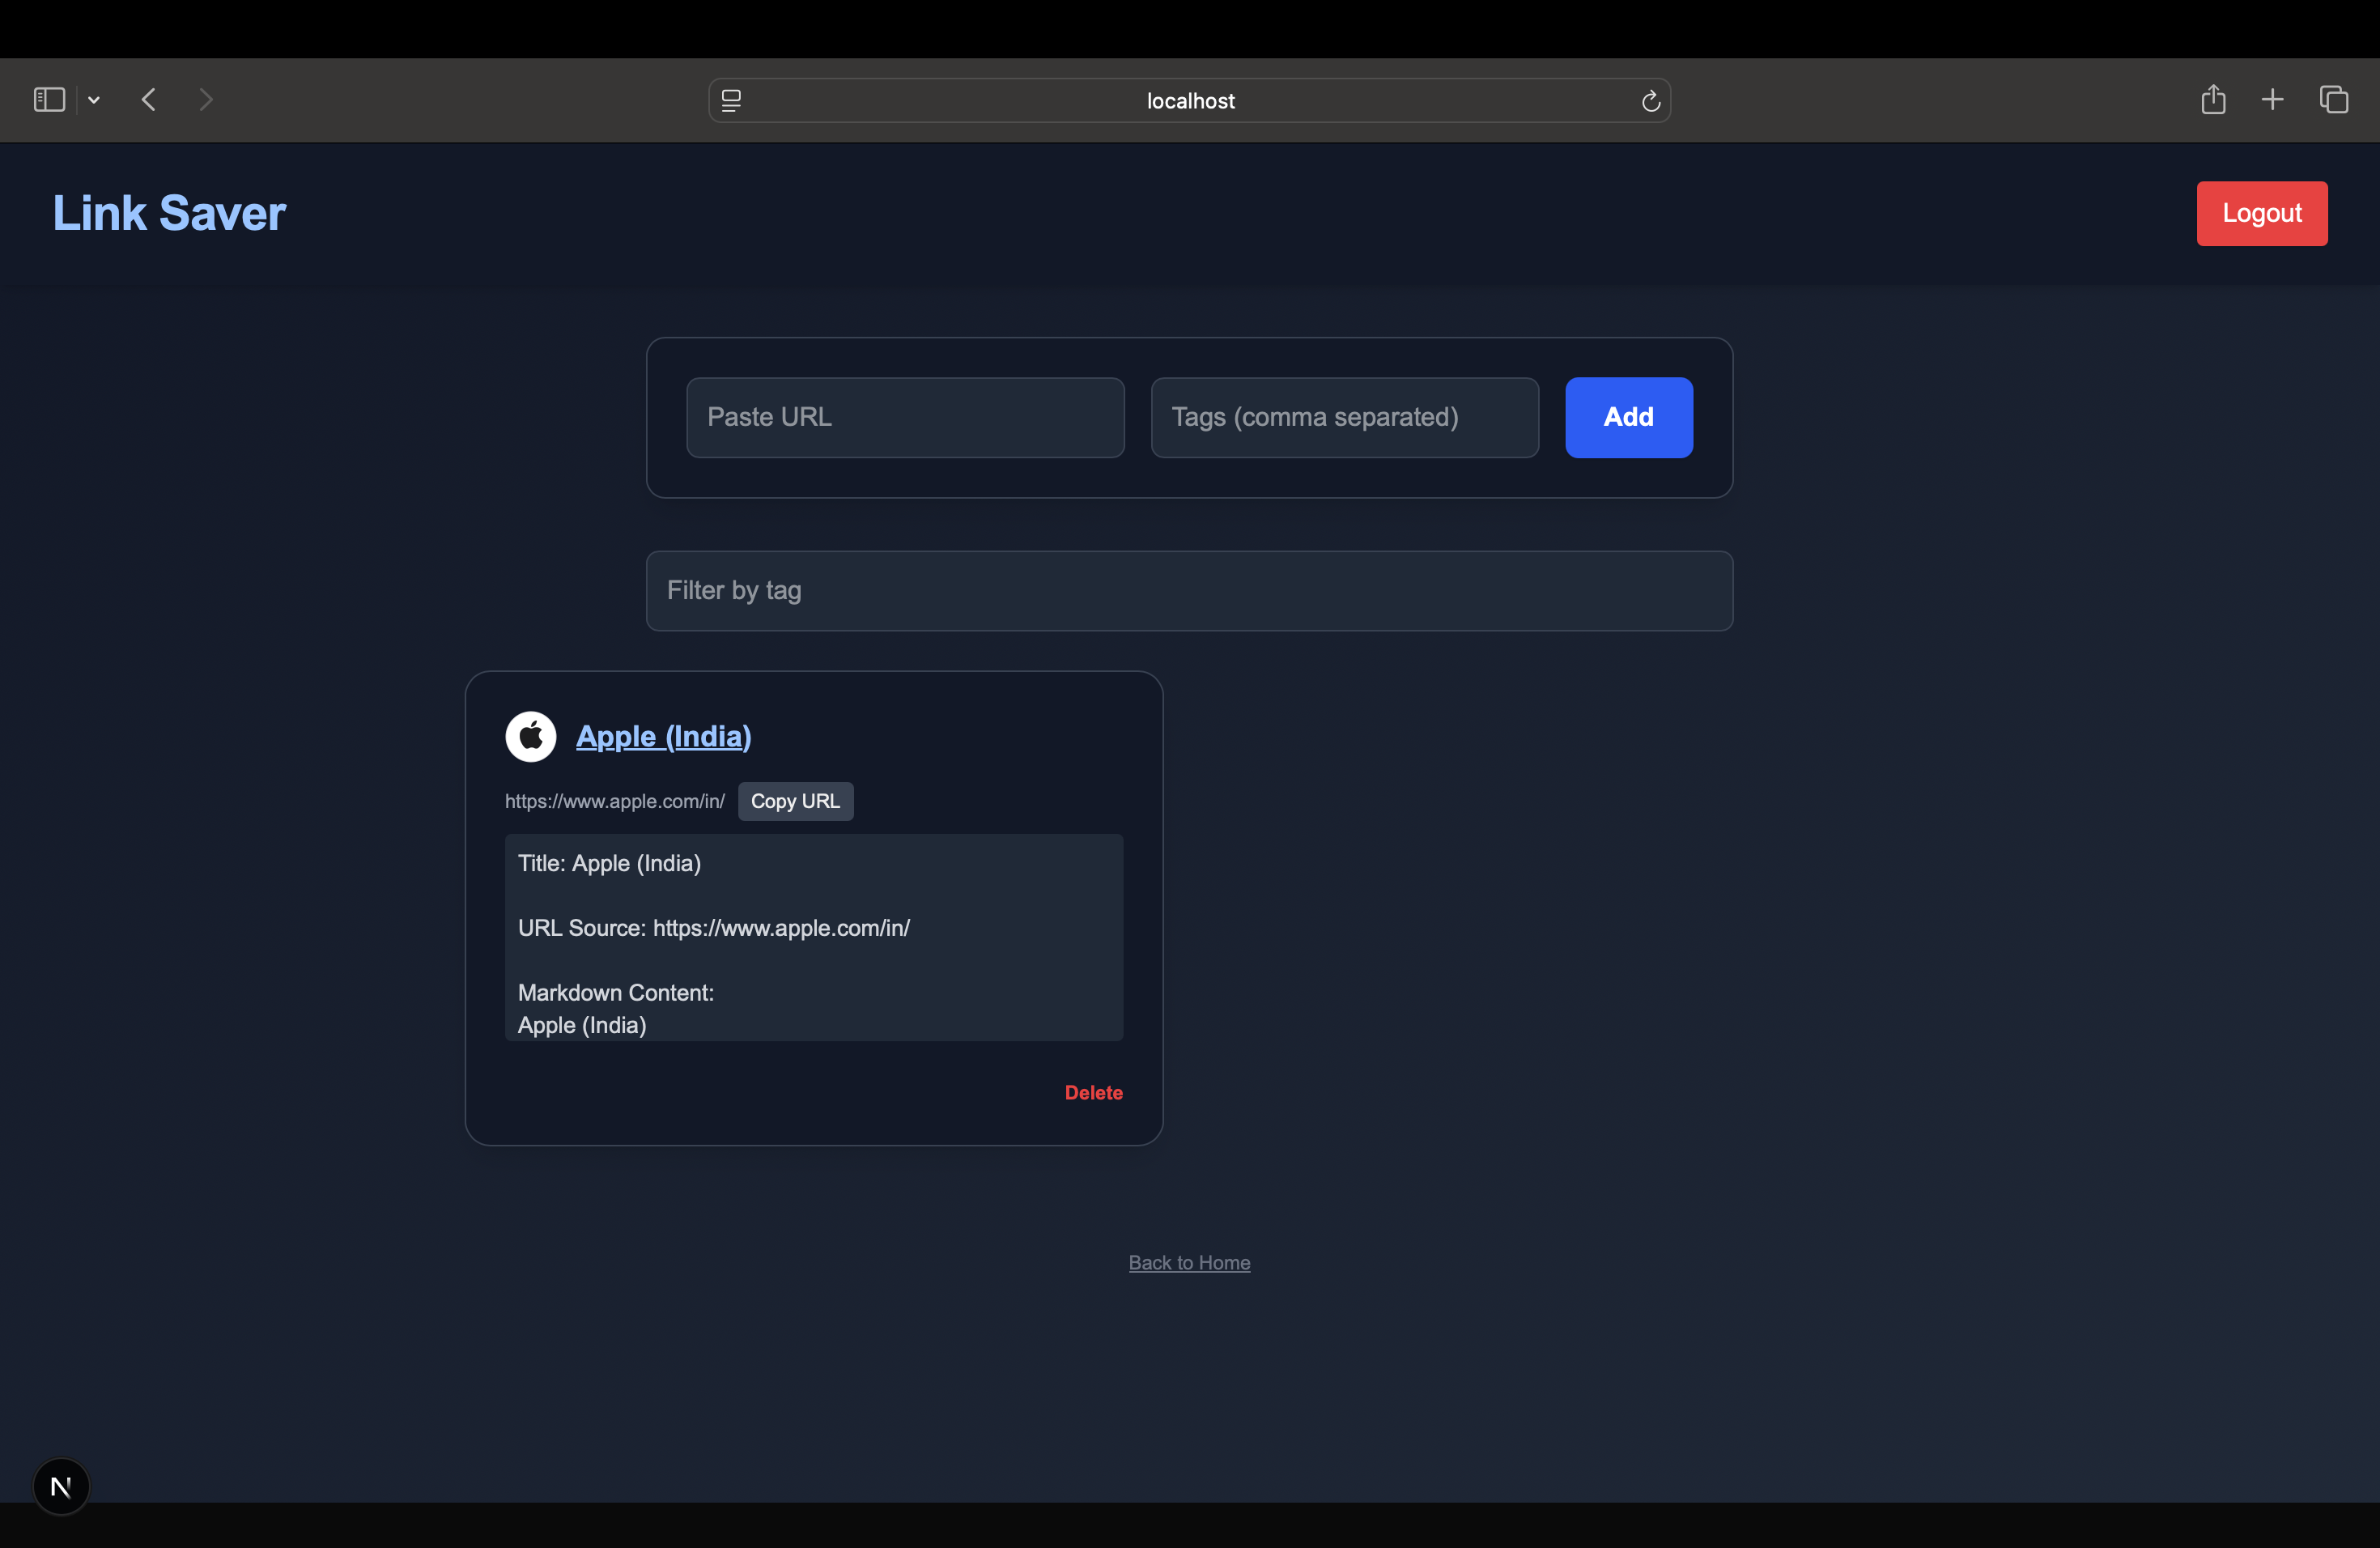 localhost
Link Saver
Logout
Paste URL
Tags (comma separated)
Add
Filter by tag
Apple (India)
https://www.apple.com/in/
Copy URL
Title: Apple (India)
URL Source: https://www.apple.com/in/
Markdown Content:
Apple (India)
Delete
Back to Home
N